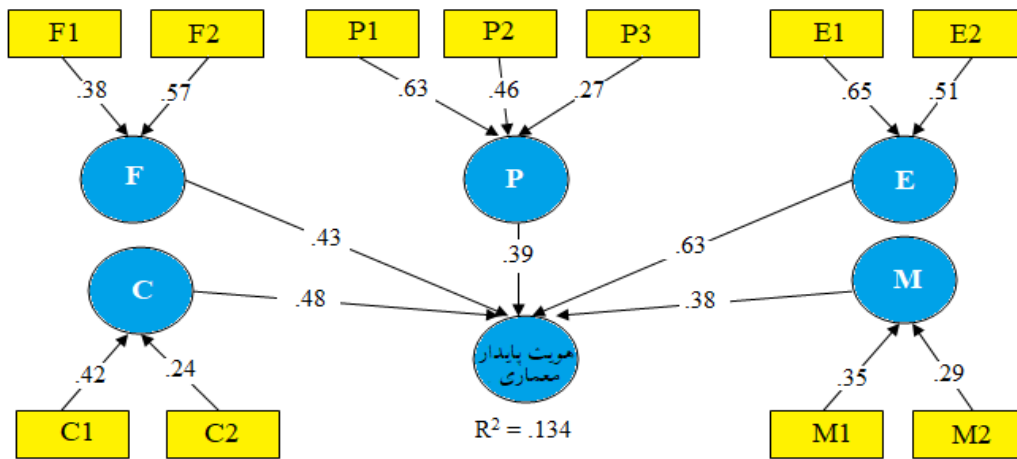 F1 F2 P1 P2 P3 E1 E2
.38 .57 .63 .46 .27 .65 .51
F P E
.43 .39 .63
C M
.48 .38
هویت پایدار
معماری
.42 .24 .35 .29
R² = .134
C1 C2 M1 M2